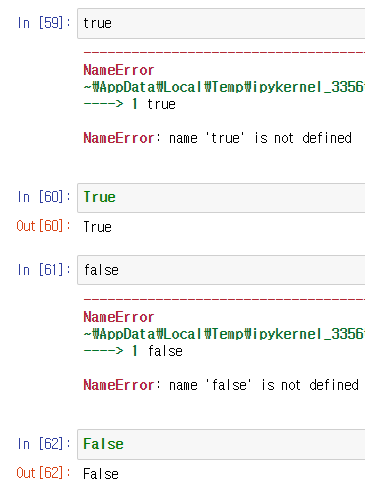 In [59]: true
---------------------------------------
NameError
~₩AppData₩Local₩Temp₩ipykernel_3356
----> 1 true
NameError: name 'true' is not defined
In [60]: True
Out[60]: True
In [61]: false
---------------------------------------
NameError
~₩AppData₩Local₩Temp₩ipykernel_3356
----> 1 false
NameError: name 'false' is not defined
In [62]: False
Out[62]: False